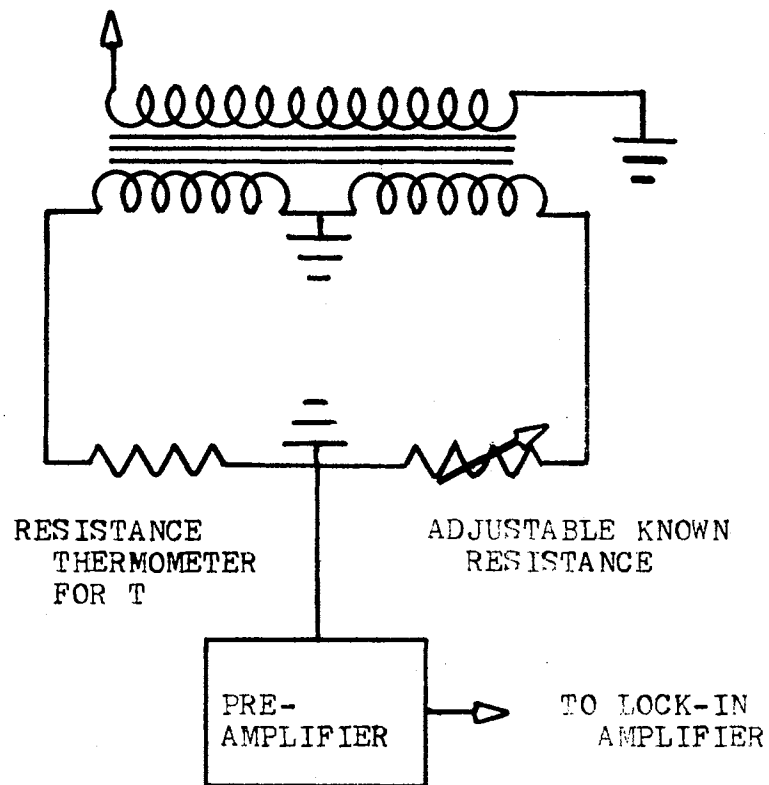 RESISTANCE
THERMOMETER
FOR T
ADJUSTABLE KNOWN
RESISTANCE
PRE-
AMPLIFIER
TO LOCK-IN
AMPLIFIER